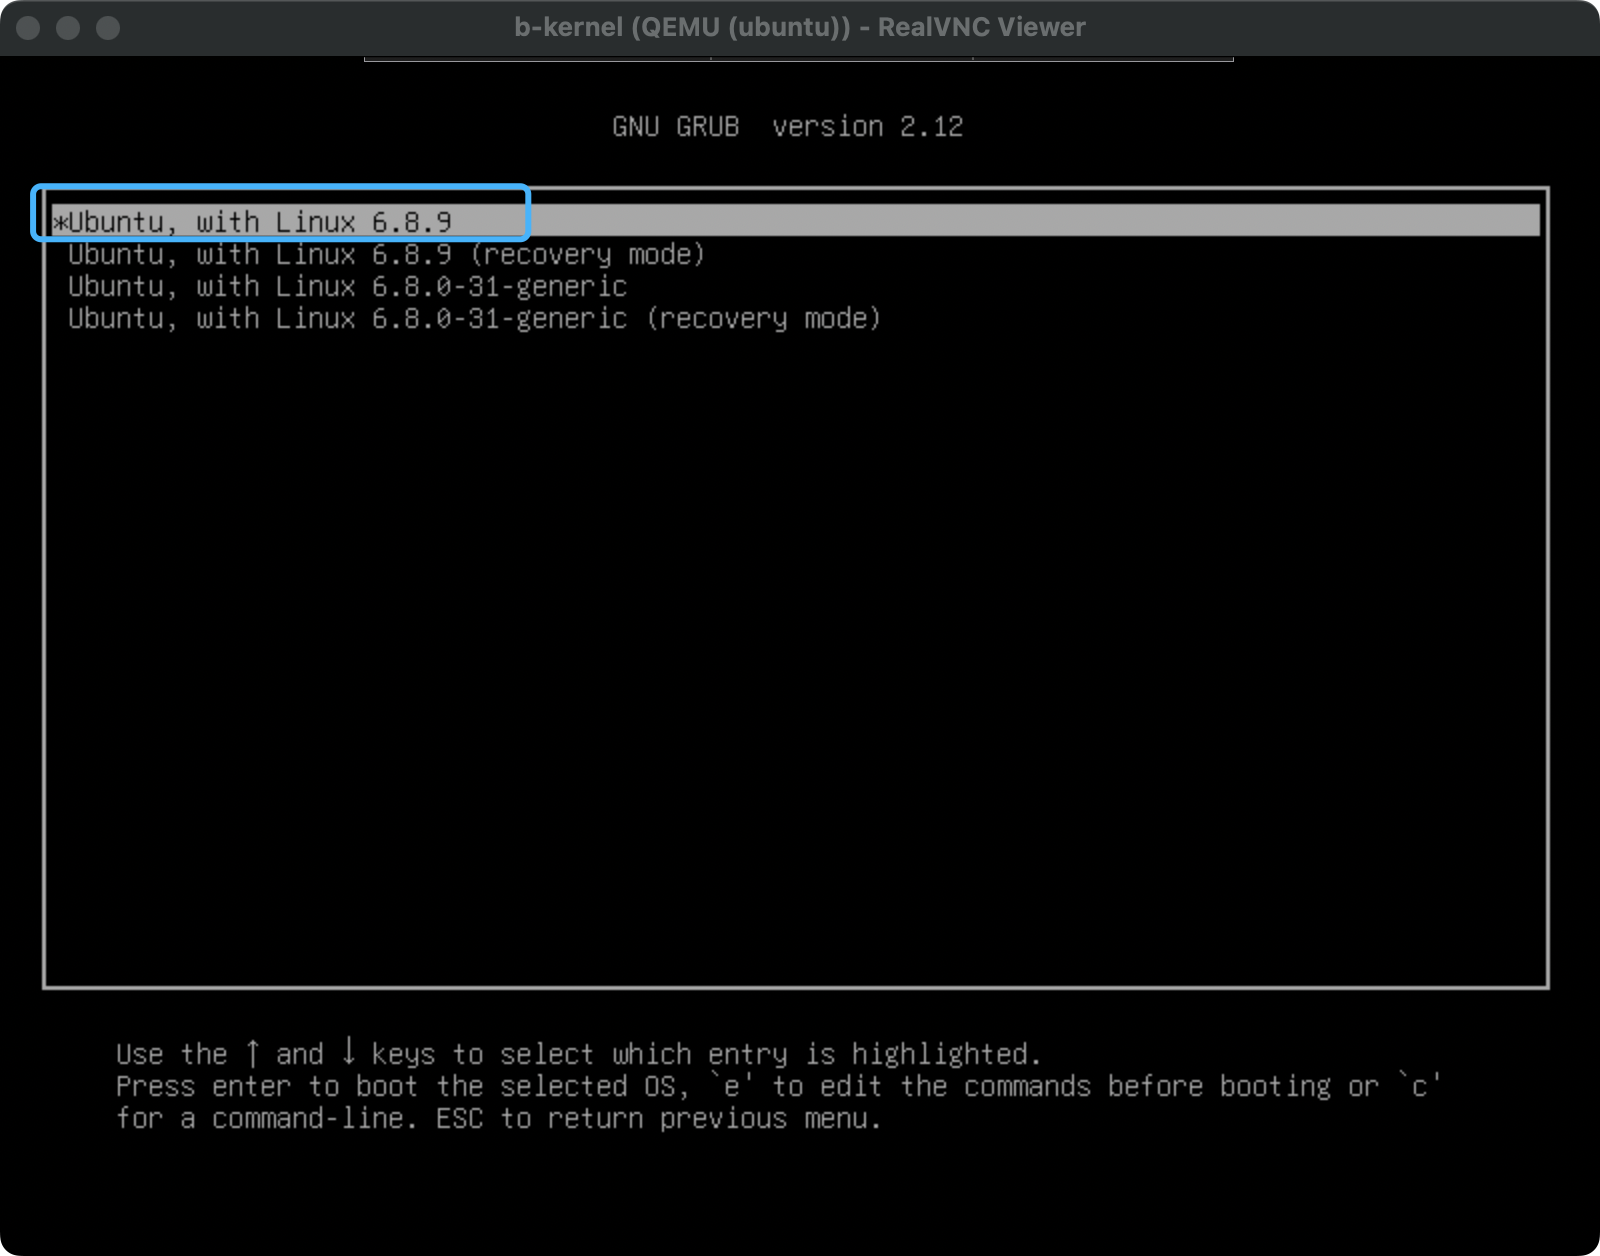 b-kernel (QEMU (ubuntu)) - RealVNC Viewer
GNU GRUB  version 2.12
*Ubuntu, with Linux 6.8.9
Ubuntu, with Linux 6.8.9 (recovery mode)
Ubuntu, with Linux 6.8.0-31-generic
Ubuntu, with Linux 6.8.0-31-generic (recovery mode)
Use the ↑ and ↓ keys to select which entry is highlighted.
Press enter to boot the selected OS, `e' to edit the commands before booting or `c'
for a command-line. ESC to return previous menu.